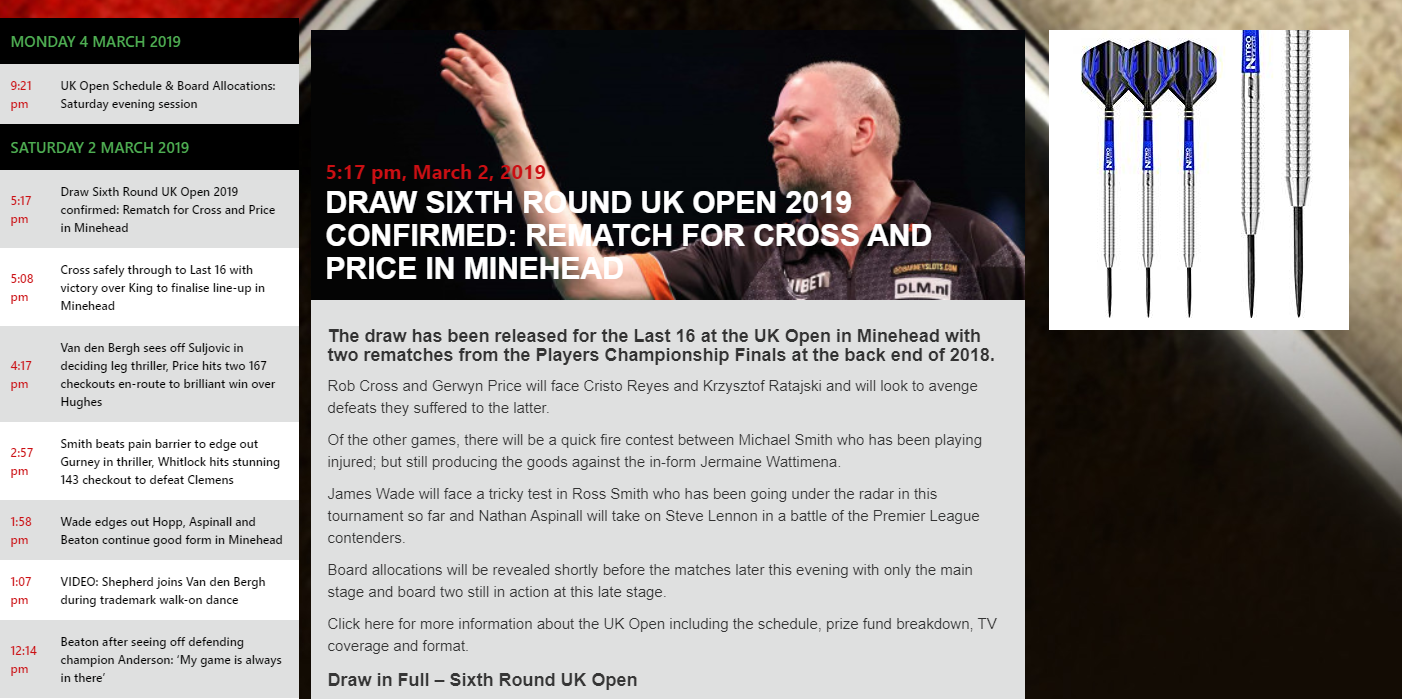 MONDAY 4 MARCH 2019
9:21
pm
UK Open Schedule & Board Allocations:
Saturday evening session
SATURDAY 2 MARCH 2019
5:17
pm
Draw Sixth Round UK Open 2019
confirmed: Rematch for Cross and Price
in Minehead
5:08
pm
Cross safely through to Last 16 with
victory over King to finalise line-up in
Minehead
4:17
pm
Van den Bergh sees off Suljovic in
deciding leg thriller, Price hits two 167
checkouts en-route to brilliant win over
Hughes
2:57
pm
Smith beats pain barrier to edge out
Gurney in thriller, Whitlock hits stunning
143 checkout to defeat Clemens
1:58
pm
Wade edges out Hopp, Aspinall and
Beaton continue good form in Minehead
1:07
pm
VIDEO: Shepherd joins Van den Bergh
during trademark walk-on dance
12:14
pm
Beaton after seeing off defending
champion Anderson: ‘My game is always
in there’
5:17 pm, March 2, 2019
DRAW SIXTH ROUND UK OPEN 2019
CONFIRMED: REMATCH FOR CROSS AND
PRICE IN MINEHEAD
DLM.nl
The draw has been released for the Last 16 at the UK Open in Minehead with
two rematches from the Players Championship Finals at the back end of 2018.
Rob Cross and Gerwyn Price will face Cristo Reyes and Krzysztof Ratajski and will look to avenge
defeats they suffered to the latter.
Of the other games, there will be a quick fire contest between Michael Smith who has been playing
injured; but still producing the goods against the in-form Jermaine Wattimena.
James Wade will face a tricky test in Ross Smith who has been going under the radar in this
tournament so far and Nathan Aspinall will take on Steve Lennon in a battle of the Premier League
contenders.
Board allocations will be revealed shortly before the matches later this evening with only the main
stage and board two still in action at this late stage.
Click here for more information about the UK Open including the schedule, prize fund breakdown, TV
coverage and format.
Draw in Full – Sixth Round UK Open
NITRO
NITRO
NITRO
NITRO